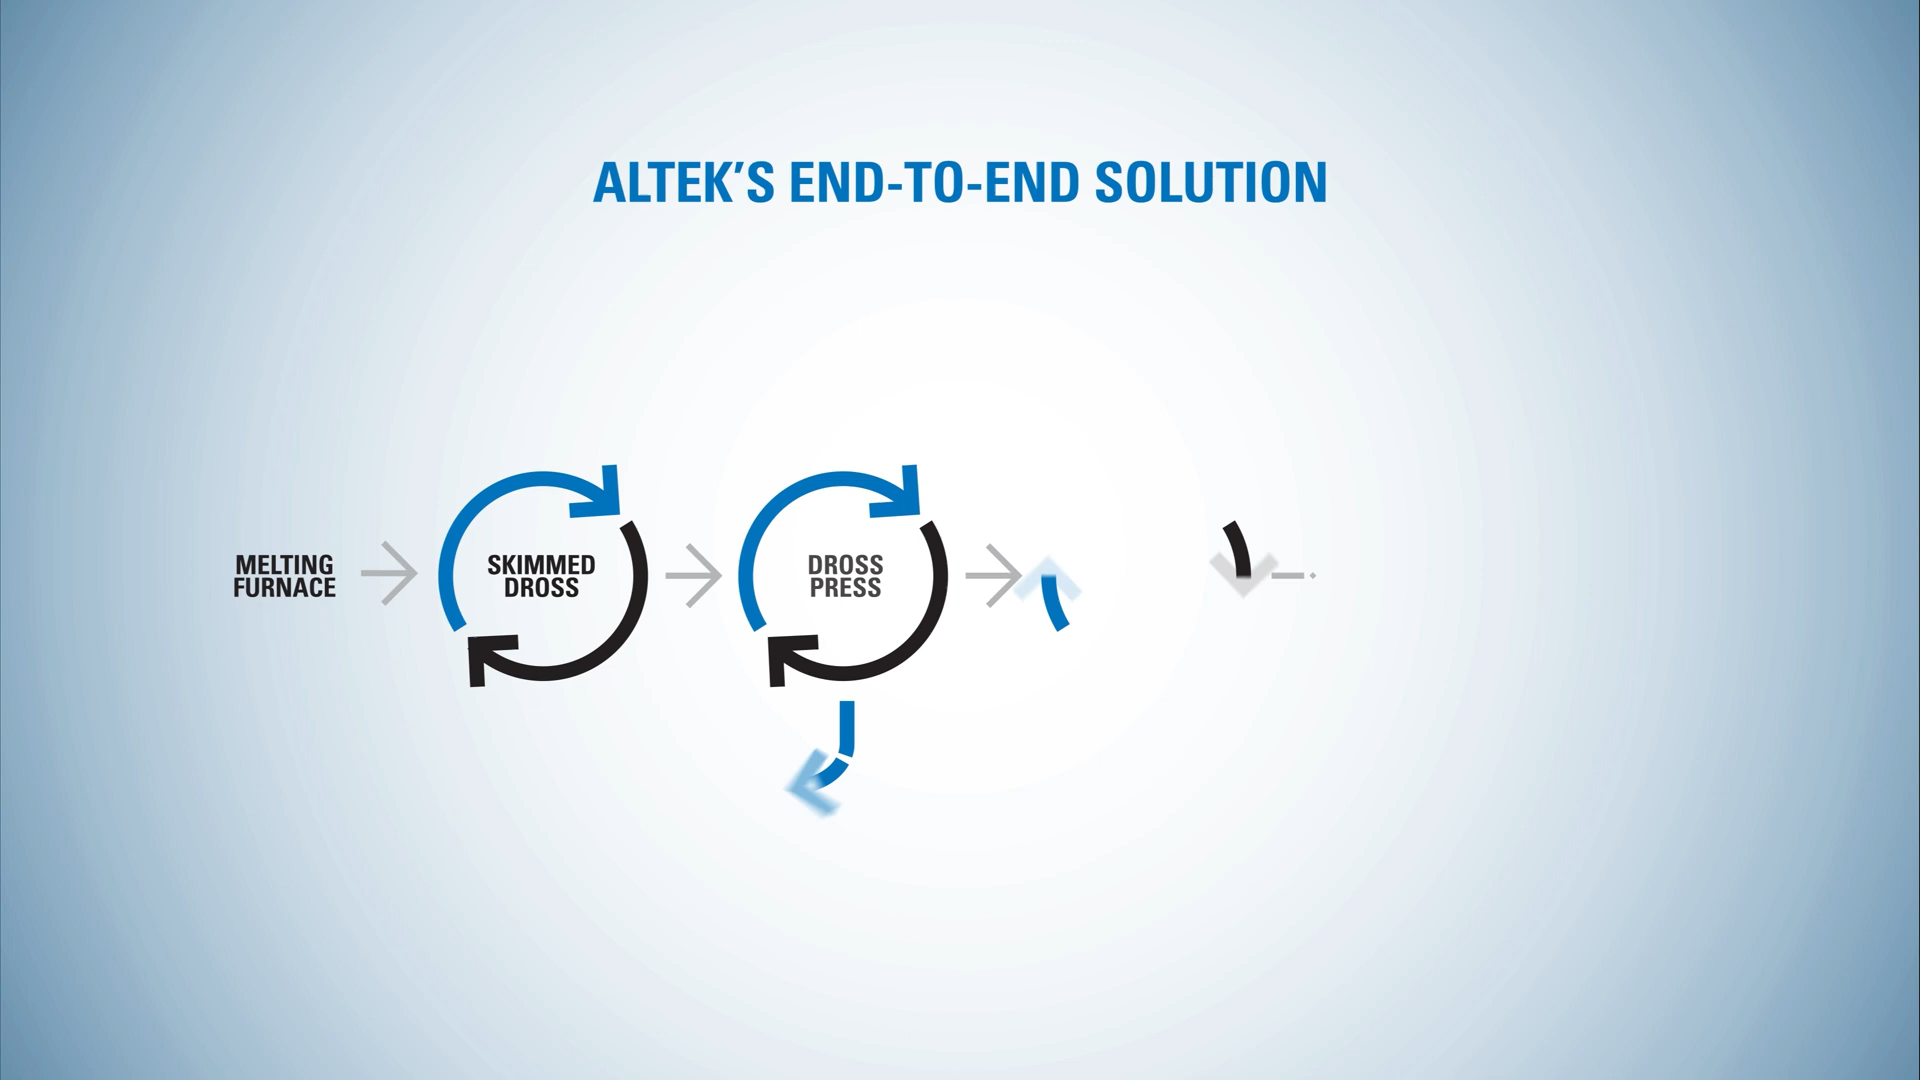 ALTEK’S END-TO-END SOLUTION
MELTING
FURNACE
SKIMMED
DROSS
DROSS
PRESS